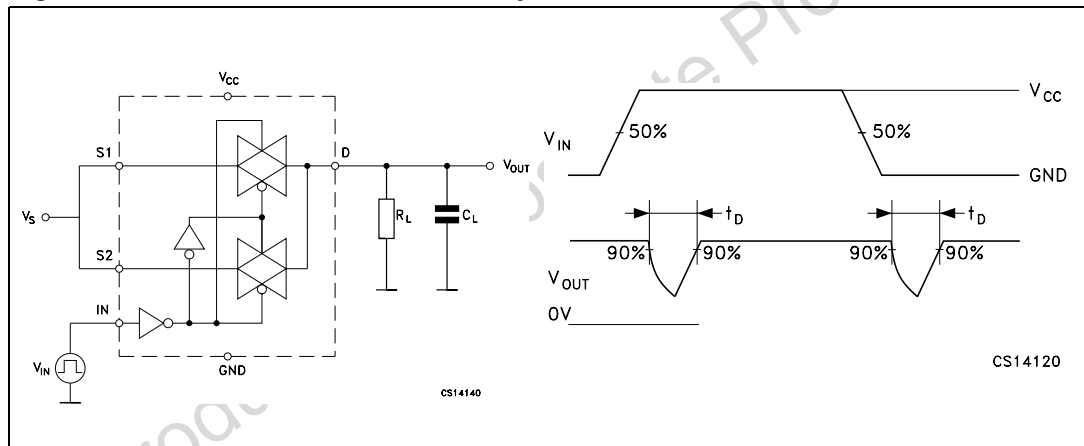 VCC
S1
D
VOUT
VS
RL
CL
S2
IN
VIN
GND
CS14140
VCC
50%
50%
VIN
GND
tD
tD
90%
90%
90%
90%
VOUT
0V
CS14120